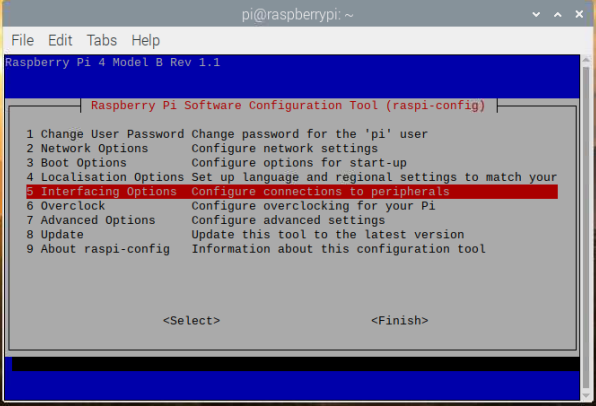 pi@raspberrypi: ~
File Edit Tabs Help
Raspberry Pi 4 Model B Rev 1.1
Raspberry Pi Software Configuration Tool (raspi-config)
1 Change User Password Change password for the 'pi' user
2 Network Options Configure network settings
3 Boot Options Configure options for start-up
4 Localisation Options Set up language and regional settings to match your
5 Interfacing Options Configure connections to peripherals
6 Overclock Configure overclocking for your Pi
7 Advanced Options Configure advanced settings
8 Update Update this tool to the latest version
9 About raspi-config Information about this configuration tool
<Select> <Finish>